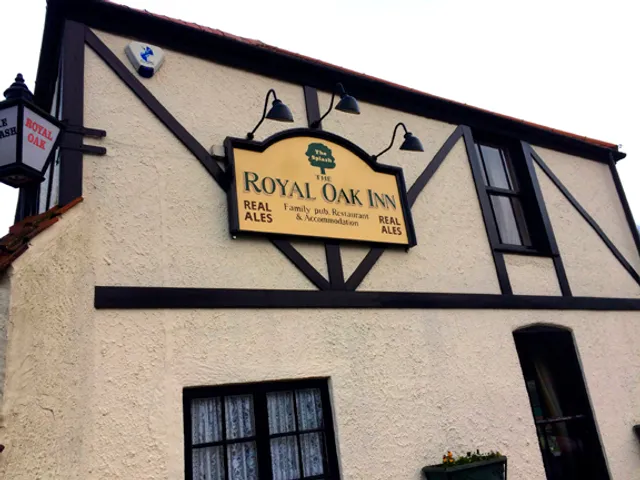 ROYAL
OAK
The Splash
THE
ROYAL OAK INN
REAL
ALES
Family pub, Restaurant
& Accommodation
REAL
ALES